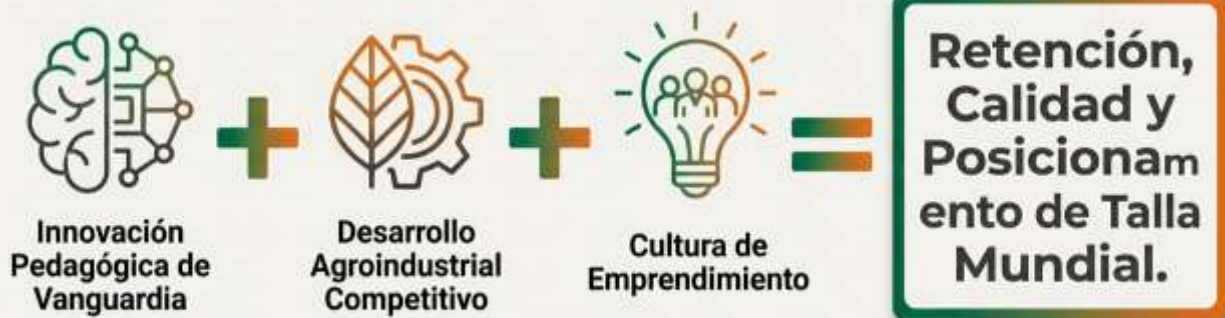 Innovación
Pedagógica de
Vanguardia
Desarrollo
Agroindustrial
Competitivo
Cultura de
Emprendimiento
Retención,
Calidad y
Posicionam
ento de Talla
Mundial.